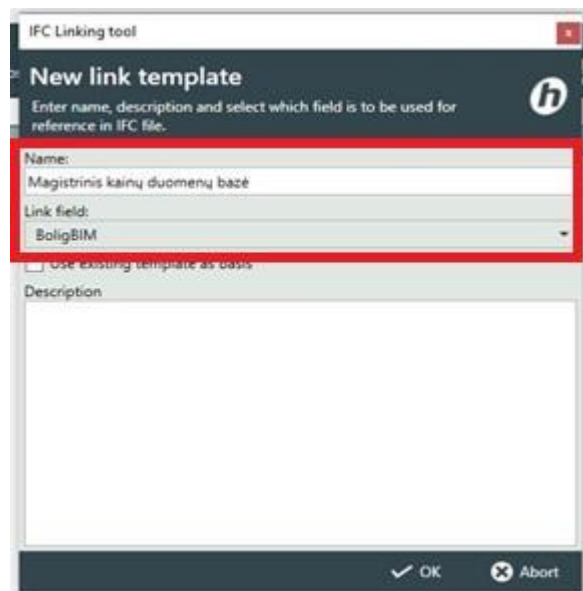 IFC Linking tool
x
New link template
Enter name, description and select which field is to be used for
reference in IFC file.
Name:
Magistrinis kainų duomenų bazė
Link field:
BoligBIM
Use existing template as basis
Description
OK Abort